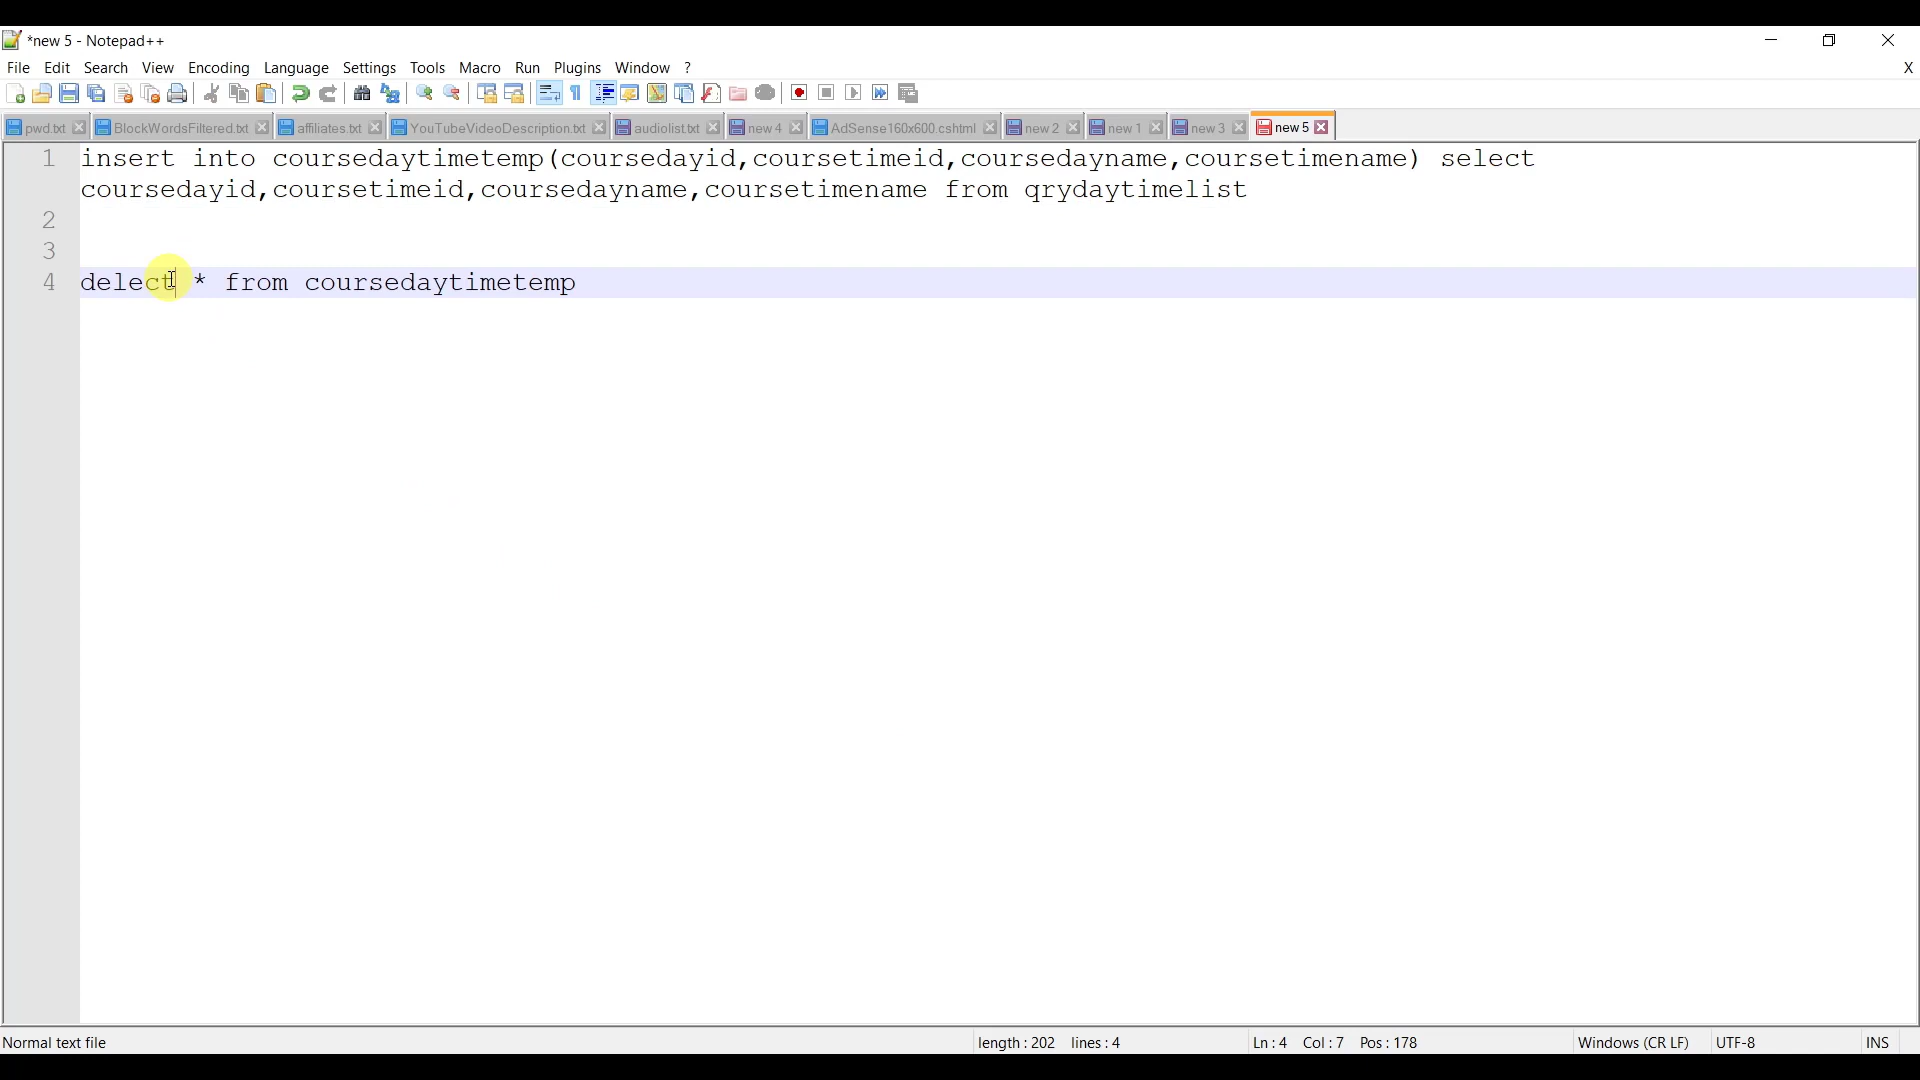 *new 5 - Notepad++
File Edit Search View Encoding Language Settings Tools Macro Run Plugins Window ? X
pwd.txt BlockWordsFiltered.txt affiliates.txt YouTubeVideoDescription.txt audiolist.txt new 4 AdSense160x600.cshtml new 2 new 1 new 3 new 5
1 insert into coursedaytimetemp(coursedayid,coursetimeid,coursedayname,coursetimename) select
coursedayid,coursetimeid,coursedayname,coursetimename from qrydaytimelist
2
3
4 delect * from coursedaytimetemp
Normal text file length : 202 lines : 4 Ln : 4 Col : 7 Pos : 178 Windows (CR LF) UTF-8 INS